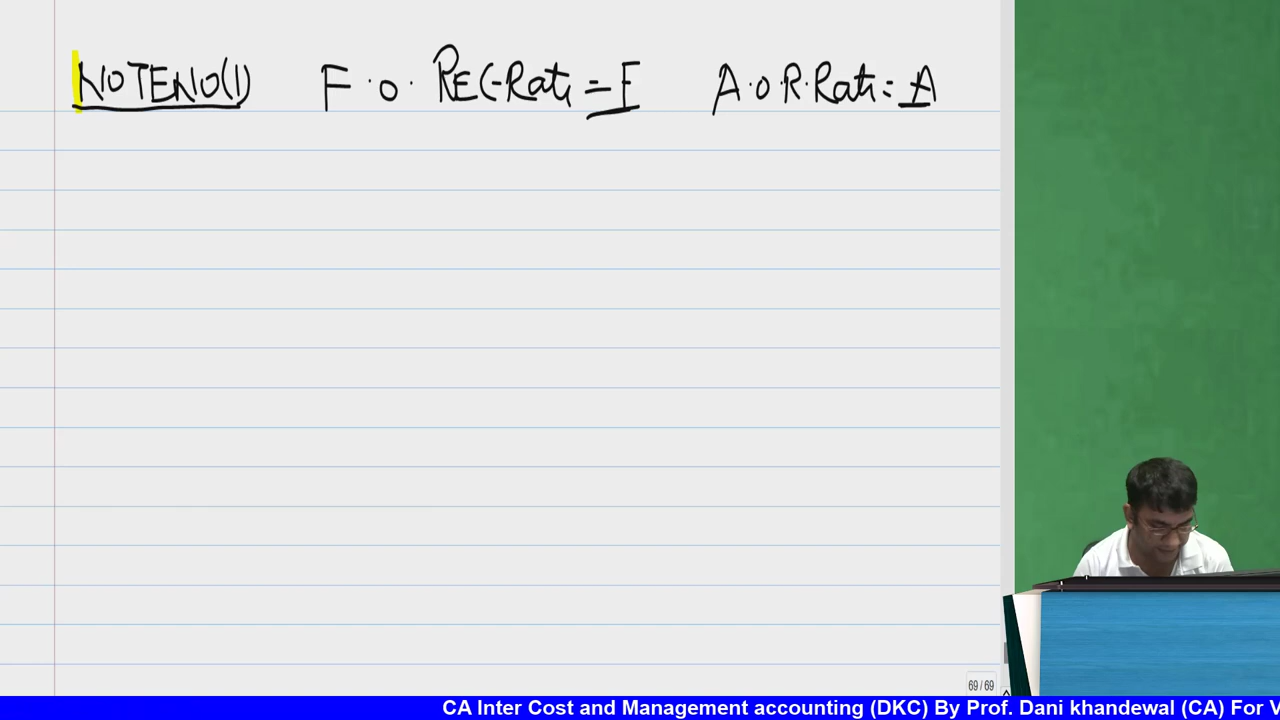 NOTENO(1) F.O. REC-Rati = F A.O.R.Rati = A
69/69
CA Inter Cost and Management accounting (DKC) By Prof. Dani khandewal (CA) For V